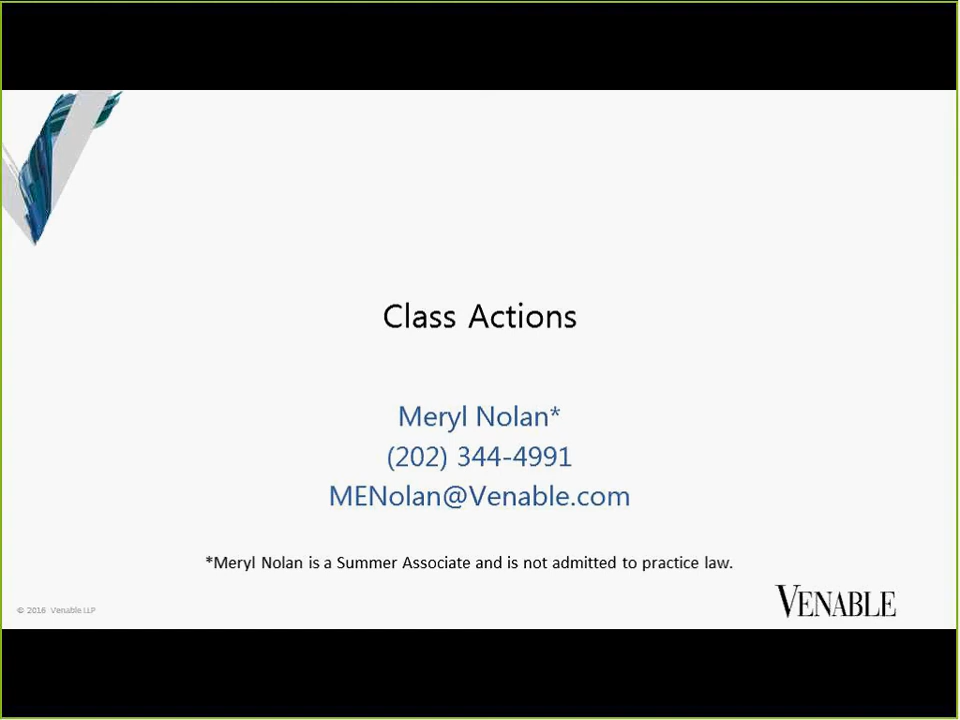 Class Actions
Meryl Nolan*
(202) 344-4991
MENolan@Venable.com
*Meryl Nolan is a Summer Associate and is not admitted to practice law.
© 2016 Venable LLP
VENABLE